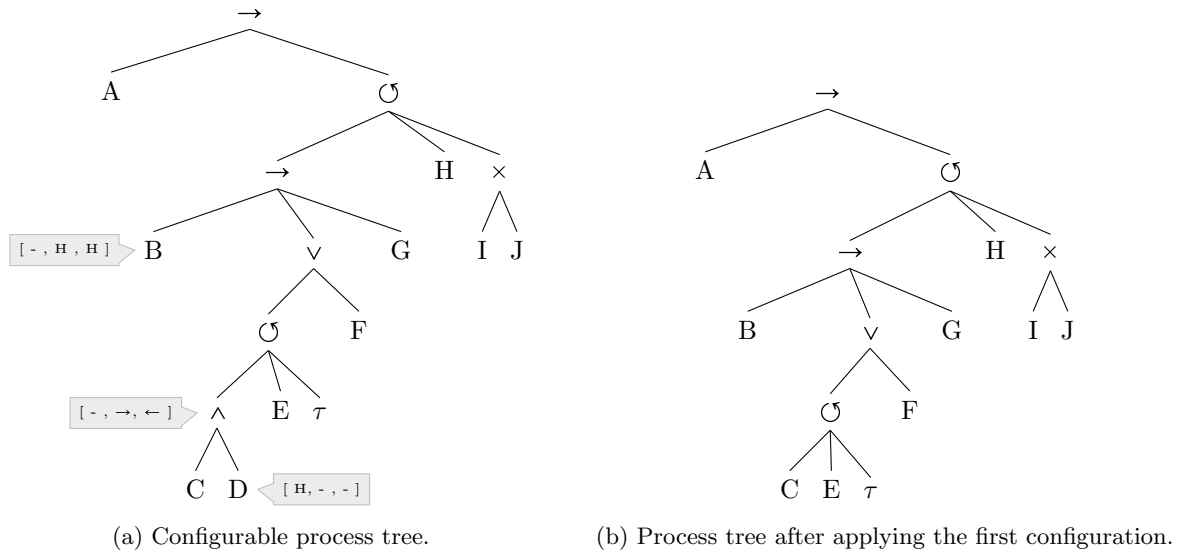 →
→
A
↺
A
↺
→
H
×
→
H
×
[ - , H , H ]
B
∨
G
I
J
B
∨
G
I
J
↺
F
↺
F
[ - , →, ← ]
∧
E
τ
C
D
[ H, - , - ]
C
E
τ
(a) Configurable process tree.
(b) Process tree after applying the first configuration.